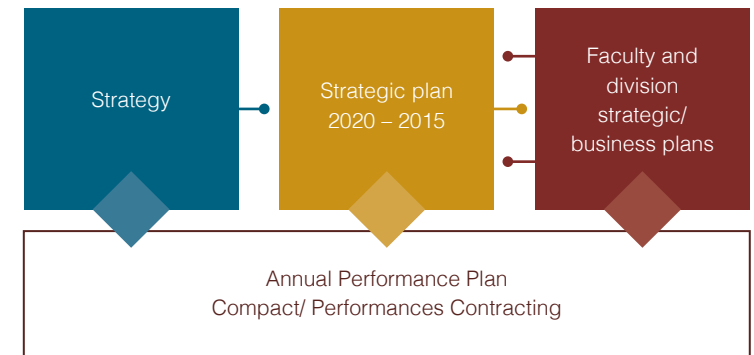 Strategy
Strategic plan
2020 – 2015
Faculty and
division
strategic/
business plans
Annual Performance Plan
Compact/ Performances Contracting